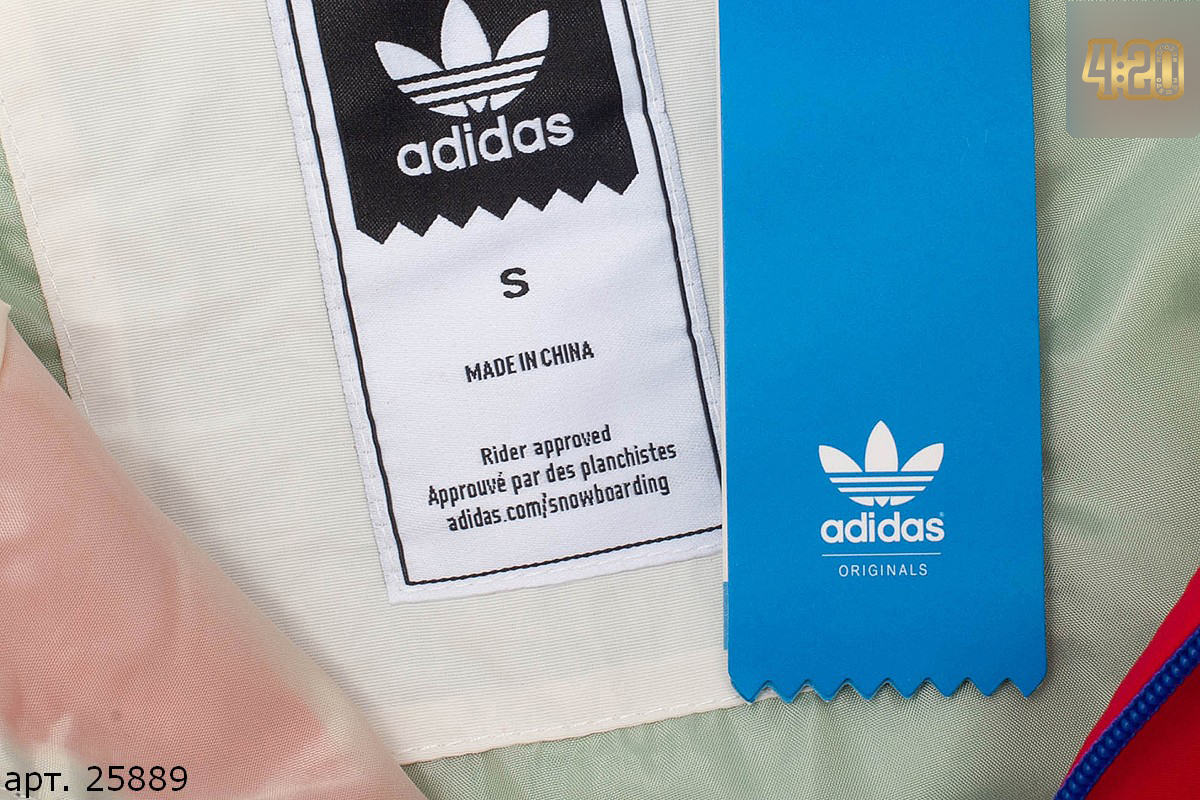 adidas
S
MADE IN CHINA
Rider approved
Approuvé par des planchistes
adidas.com/snowboarding
adidas®
ORIGINALS
4:20
арт. 25889